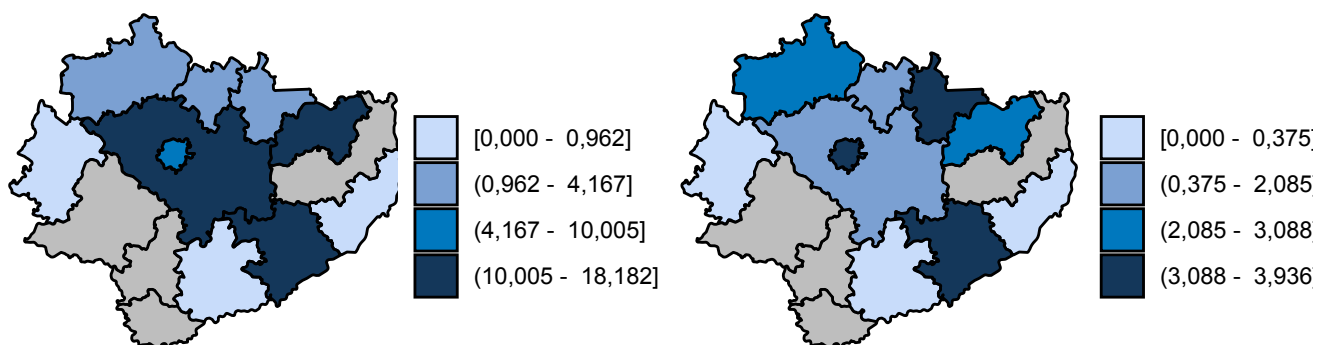 [0,000 - 0,962]
(0,962 - 4,167]
(4,167 - 10,005]
(10,005 - 18,182]
[0,000 - 0,375]
(0,375 - 2,085]
(2,085 - 3,088]
(3,088 - 3,936]